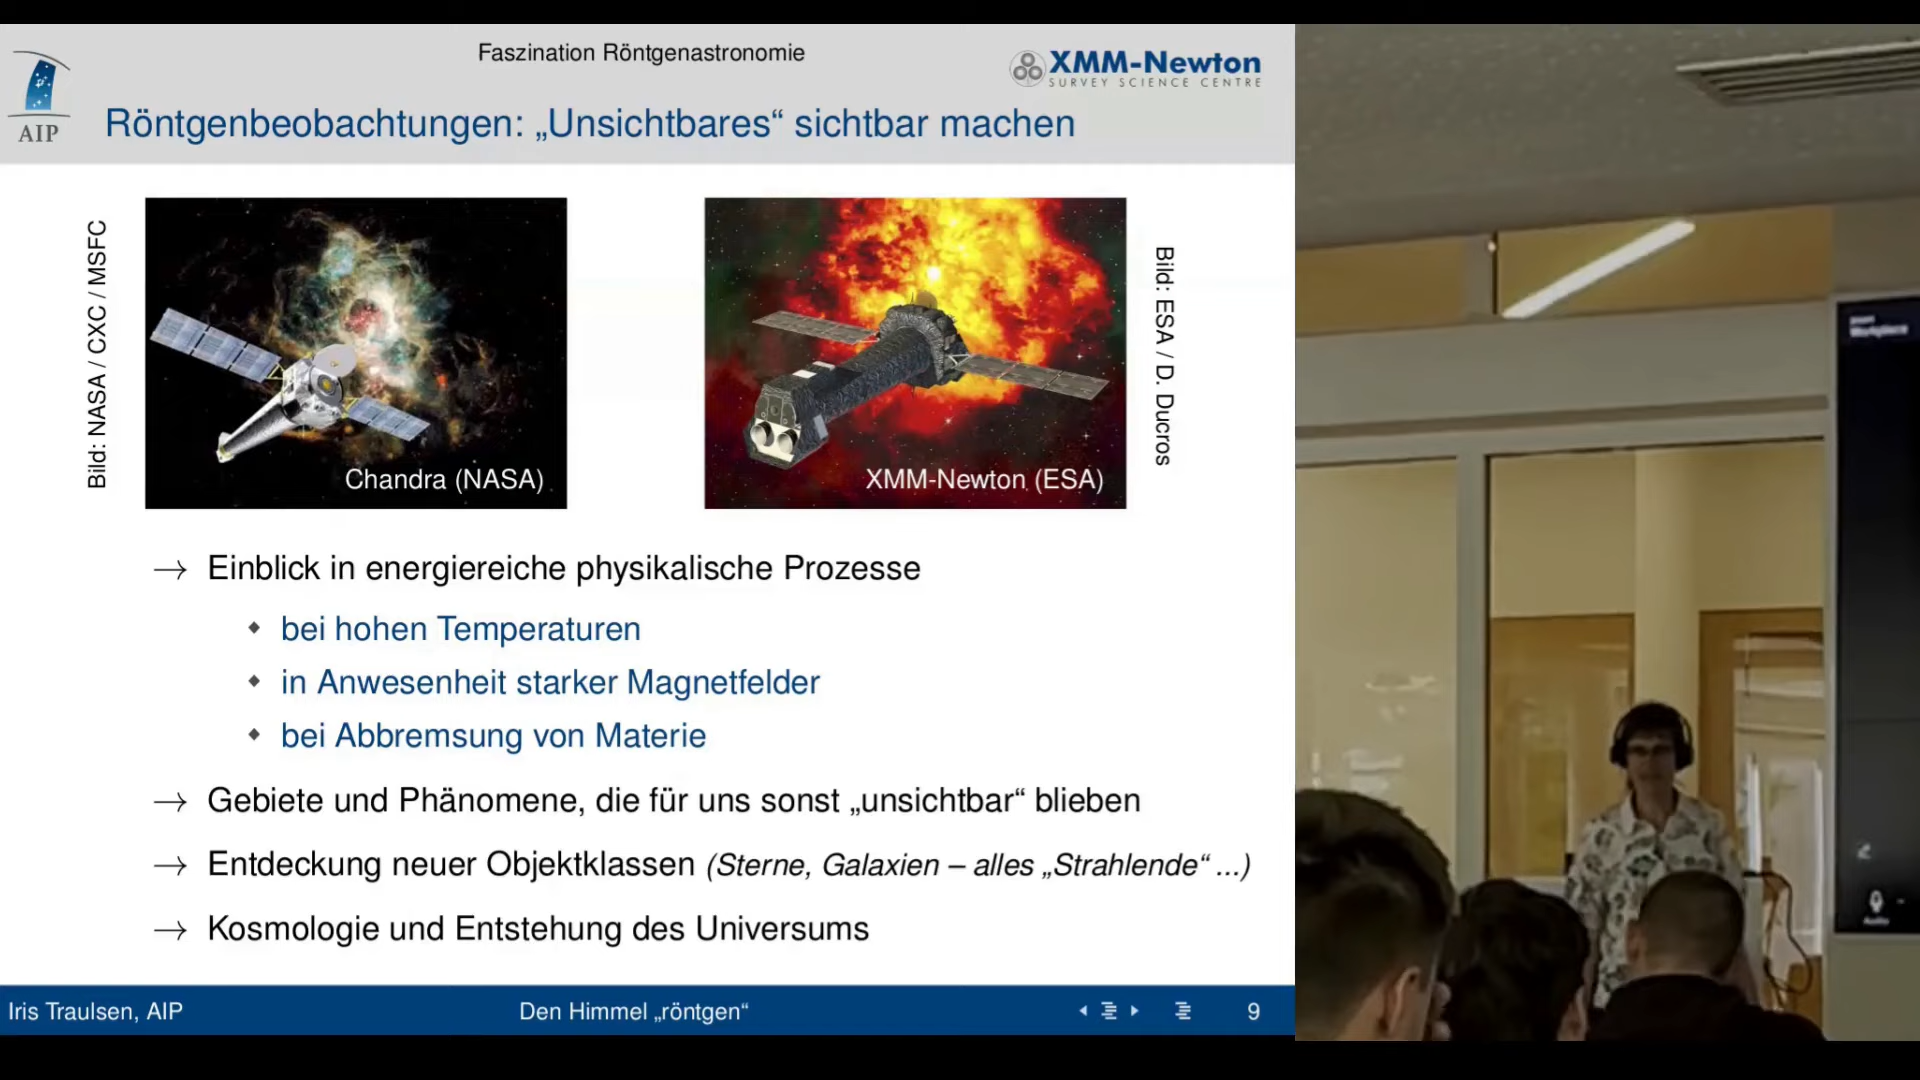 Faszination Röntgenastronomie
XMM-Newton
SURVEY SCIENCE CENTRE
AIP
Röntgenbeobachtungen: „Unsichtbares“ sichtbar machen
Bild: NASA / CXC / MSFC
Chandra (NASA)
XMM-Newton (ESA)
Bild: ESA / D. Ducros
→ Einblick in energiereiche physikalische Prozesse
◆ bei hohen Temperaturen
◆ in Anwesenheit starker Magnetfelder
◆ bei Abbremsung von Materie
→ Gebiete und Phänomene, die für uns sonst „unsichtbar“ blieben
→ Entdeckung neuer Objektklassen (Sterne, Galaxien – alles „Strahlende“ ...)
→ Kosmologie und Entstehung des Universums
Iris Traulsen, AIP
Den Himmel „röntgen“
9
Workplace
Audio